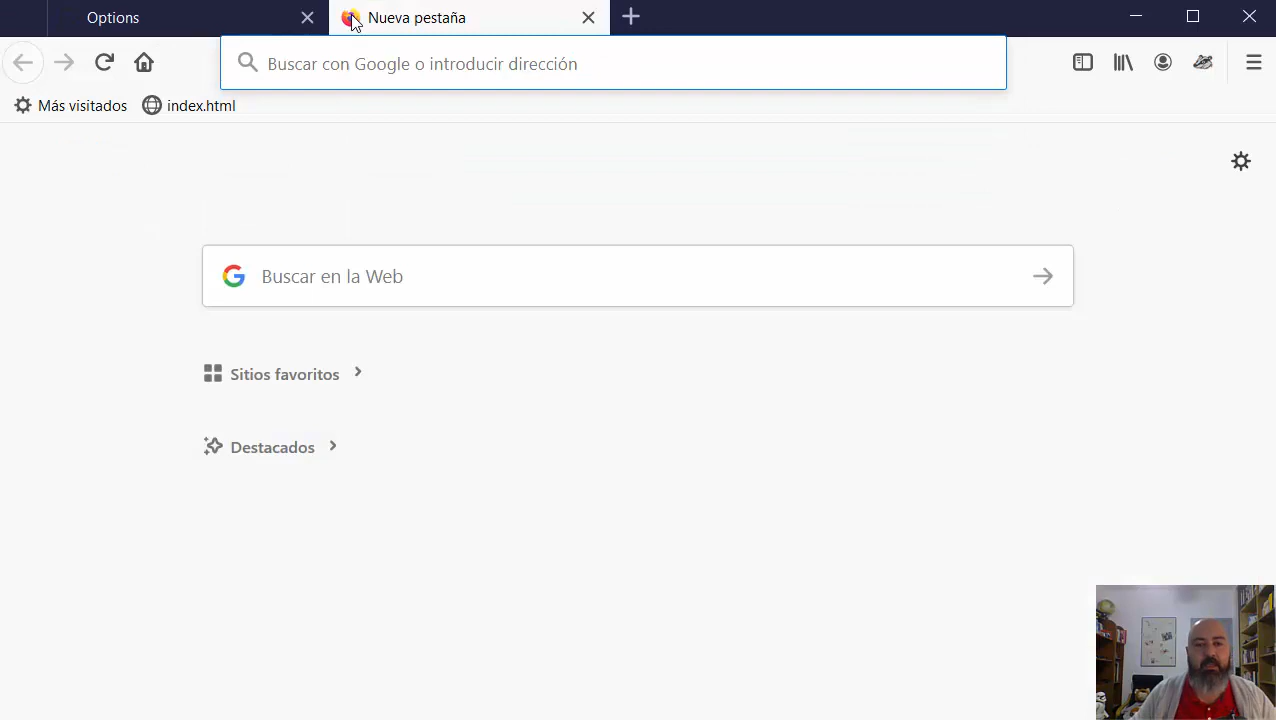 Options
Nueva pestaña
Buscar con Google o introducir dirección
Más visitados
index.html
Buscar en la Web
Sitios favoritos
Destacados